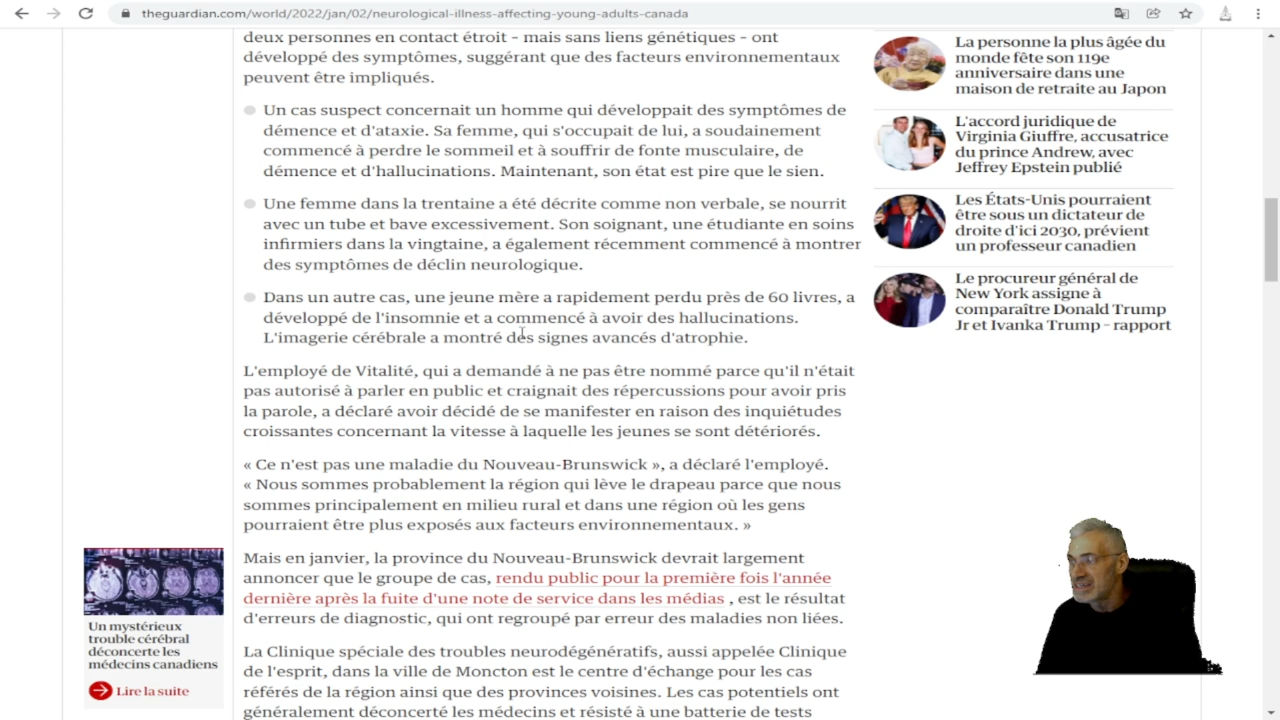 theguardian.com/world/2022/jan/02/neurological-illness-affecting-young-adults-canada
deux personnes en contact étroit – mais sans liens génétiques – ont
développé des symptômes, suggérant que des facteurs environnementaux
peuvent être impliqués.
Un cas suspect concernait un homme qui développait des symptômes de
démence et d'ataxie. Sa femme, qui s'occupait de lui, a soudainement
commencé à perdre le sommeil et à souffrir de fonte musculaire, de
démence et d'hallucinations. Maintenant, son état est pire que le sien.
Une femme dans la trentaine a été décrite comme non verbale, se nourrit
avec un tube et bave excessivement. Son soignant, une étudiante en soins
infirmiers dans la vingtaine, a également récemment commencé à montrer
des symptômes de déclin neurologique.
Dans un autre cas, une jeune mère a rapidement perdu près de 60 livres, a
développé de l'insomnie et a commencé à avoir des hallucinations.
L'imagerie cérébrale a montré des signes avancés d'atrophie.
L'employé de Vitalité, qui a demandé à ne pas être nommé parce qu'il n'était
pas autorisé à parler en public et craignait des répercussions pour avoir pris
la parole, a déclaré avoir décidé de se manifester en raison des inquiétudes
croissantes concernant la vitesse à laquelle les jeunes se sont détériorés.
« Ce n'est pas une maladie du Nouveau-Brunswick », a déclaré l'employé.
« Nous sommes probablement la région qui lève le drapeau parce que nous
sommes principalement en milieu rural et dans une région où les gens
pourraient être plus exposés aux facteurs environnementaux. »
Mais en janvier, la province du Nouveau-Brunswick devrait largement
annoncer que le groupe de cas, rendu public pour la première fois l'année
dernière après la fuite d'une note de service dans les médias , est le résultat
d'erreurs de diagnostic, qui ont regroupé par erreur des maladies non liées.
La Clinique spéciale des troubles neurodégénératifs, aussi appelée Clinique
de l'esprit, dans la ville de Moncton est le centre d'échange pour les cas
référés de la région ainsi que des provinces voisines. Les cas potentiels ont
généralement déconcerté les médecins et résisté à une batterie de tests
La personne la plus âgée du
monde fête son 119e
anniversaire dans une
maison de retraite au Japon
L'accord juridique de
Virginia Giuffre, accusatrice
du prince Andrew, avec
Jeffrey Epstein publié
Les États-Unis pourraient
être sous un dictateur de
droite d'ici 2030, prévient
un professeur canadien
Le procureur général de
New York assigne à
comparaître Donald Trump
Jr et Ivanka Trump – rapport
Un mystérieux
trouble cérébral
déconcerte les
médecins canadiens
Lire la suite